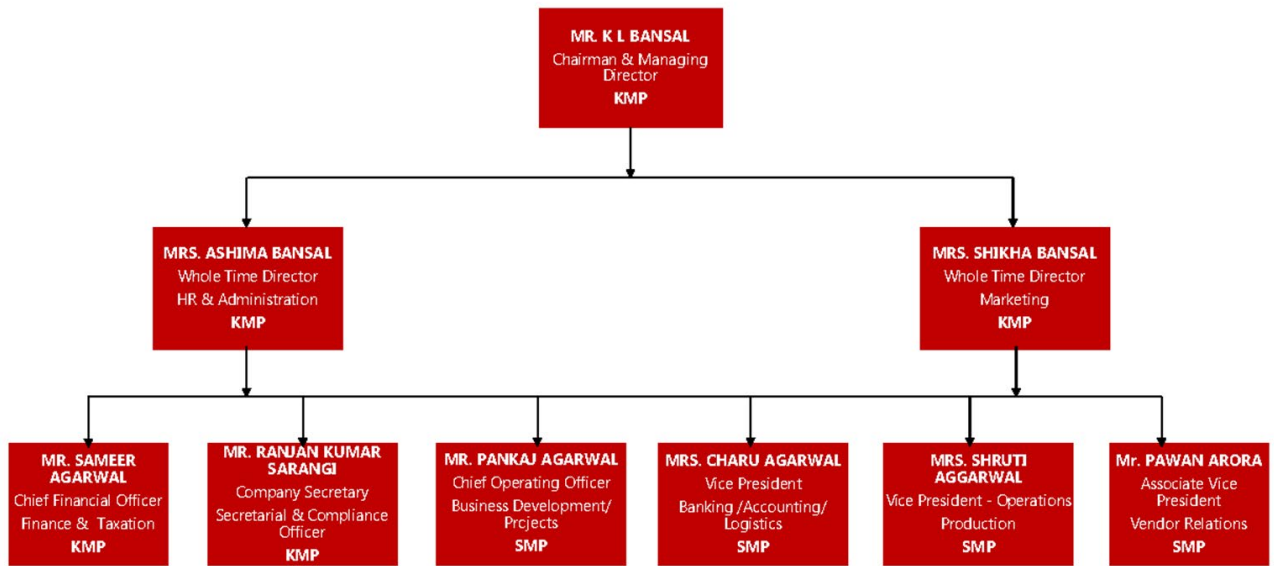 MR. K L BANSAL
Chairman & Managing
Director
KMP
MRS. ASHIMA BANSAL
Whole Time Director
HR & Administration
KMP
MRS. SHIKHA BANSAL
Whole Time Director
Marketing
KMP
MR. SAMEER
AGARWAL
Chief Financial Officer
Finance & Taxation
KMP
MR. RANJAN KUMAR
SARANGI
Company Secretary
Secretarial & Compliance
Officer
KMP
MR. PANKAJ AGARWAL
Chief Operating Officer
Business Development/
Projects
SMP
MRS. CHARU AGARWAL
Vice President
Banking /Accounting/
Logistics
SMP
MRS. SHRUTI
AGGARWAL
Vice President - Operations
Production
SMP
Mr. PAWAN ARORA
Associate Vice
President
Vendor Relations
SMP